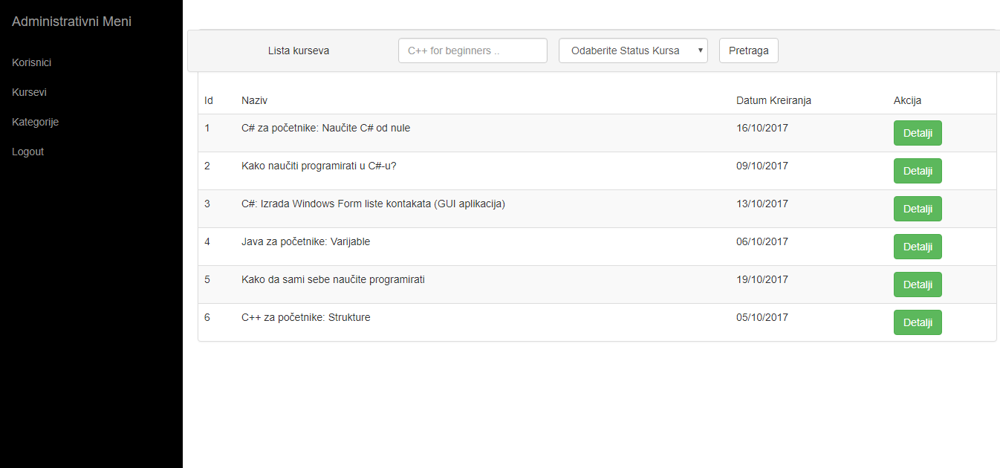 Administrativni Meni
Korisnici
Kursevi
Kategorije
Logout
Lista kurseva C++ for beginners .. Odaberite Status Kursa Pretraga
Id Naziv Datum Kreiranja Akcija
1 C# za početnike: Naučite C# od nule 16/10/2017 Detalji
2 Kako naučiti programirati u C#-u? 09/10/2017 Detalji
3 C#: Izrada Windows Form liste kontakata (GUI aplikacija) 13/10/2017 Detalji
4 Java za početnike: Varijable 06/10/2017 Detalji
5 Kako da sami sebe naučite programirati 19/10/2017 Detalji
6 C++ za početnike: Strukture 05/10/2017 Detalji